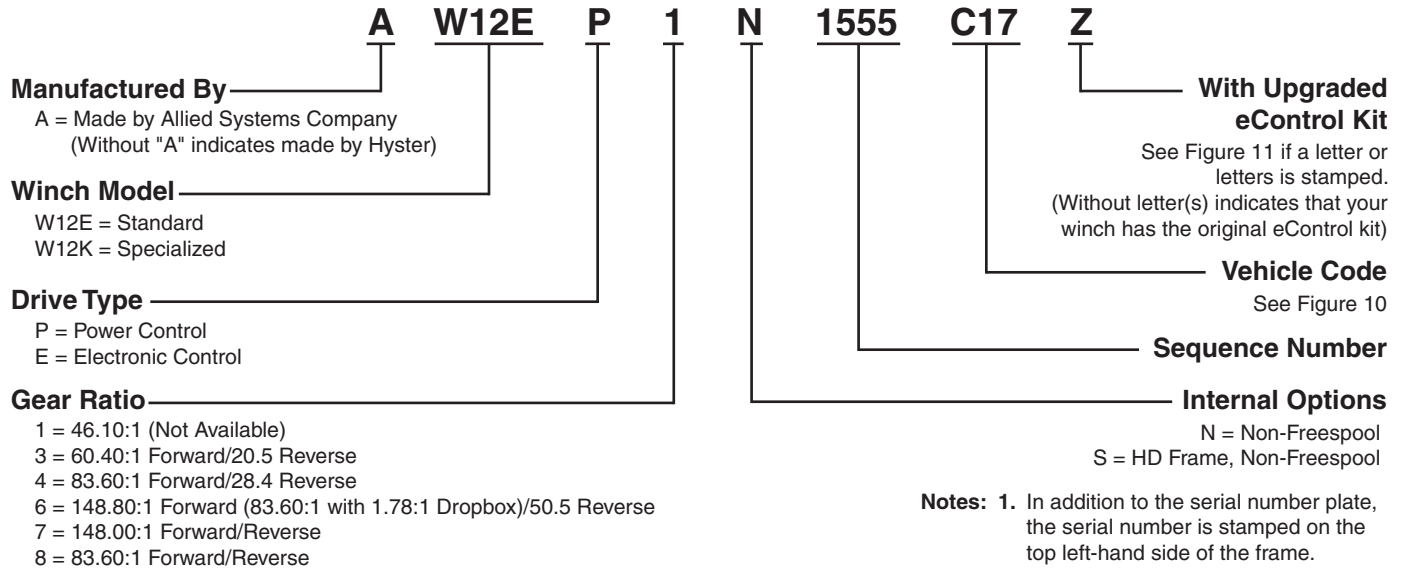 A W12E P 1 N 1555 C17 Z
Manufactured By
A = Made by Allied Systems Company
(Without "A" indicates made by Hyster)
Winch Model
W12E = Standard
W12K = Specialized
Drive Type
P = Power Control
E = Electronic Control
Gear Ratio
1 = 46.10:1 (Not Available)
3 = 60.40:1 Forward/20.5 Reverse
4 = 83.60:1 Forward/28.4 Reverse
6 = 148.80:1 Forward (83.60:1 with 1.78:1 Dropbox)/50.5 Reverse
7 = 148.00:1 Forward/Reverse
8 = 83.60:1 Forward/Reverse
With Upgraded
eControl Kit
See Figure 11 if a letter or
letters is stamped.
(Without letter(s) indicates that your
winch has the original eControl kit)
Vehicle Code
See Figure 10
Sequence Number
Internal Options
N = Non-Freespool
S = HD Frame, Non-Freespool
Notes: 1. In addition to the serial number plate,
the serial number is stamped on the
top left-hand side of the frame.